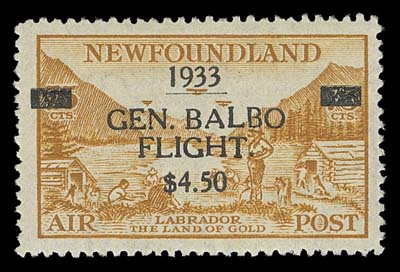 NEWFOUNDLAND
1933
CTS. CTS.
GEN. BALBO
FLIGHT.
$4.50
LABRADOR
AIR THE LAND OF GOLD POST